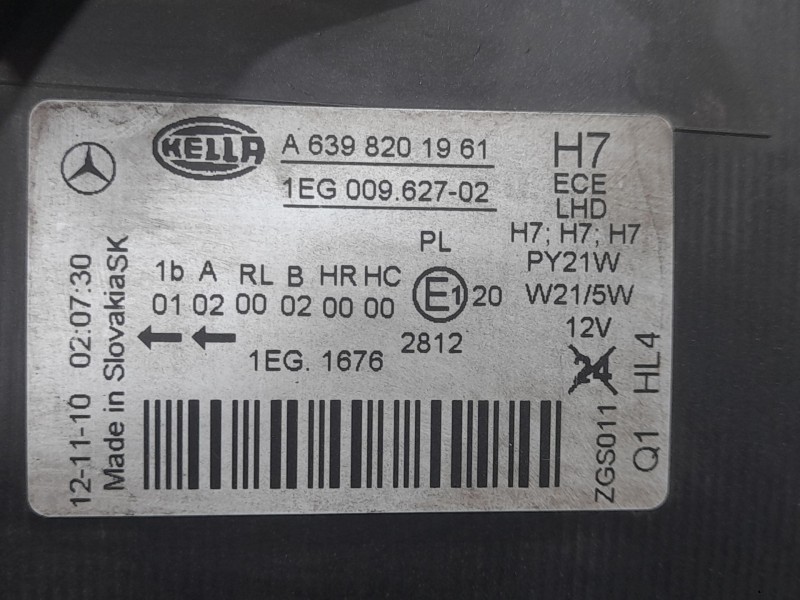 HELLA
A 639 820 19 61
1EG 009.627-02
H7
ECE
LHD
H7; H7; H7
PY21W
W21/5W
12V
24
PL
1b A RL B HR HC
01 02 00 02 00 00
E1 20
2812
1EG. 1676
12-11-10 02:07:30
Made in SlovakiaSK
ZGS011
Q1 HL4